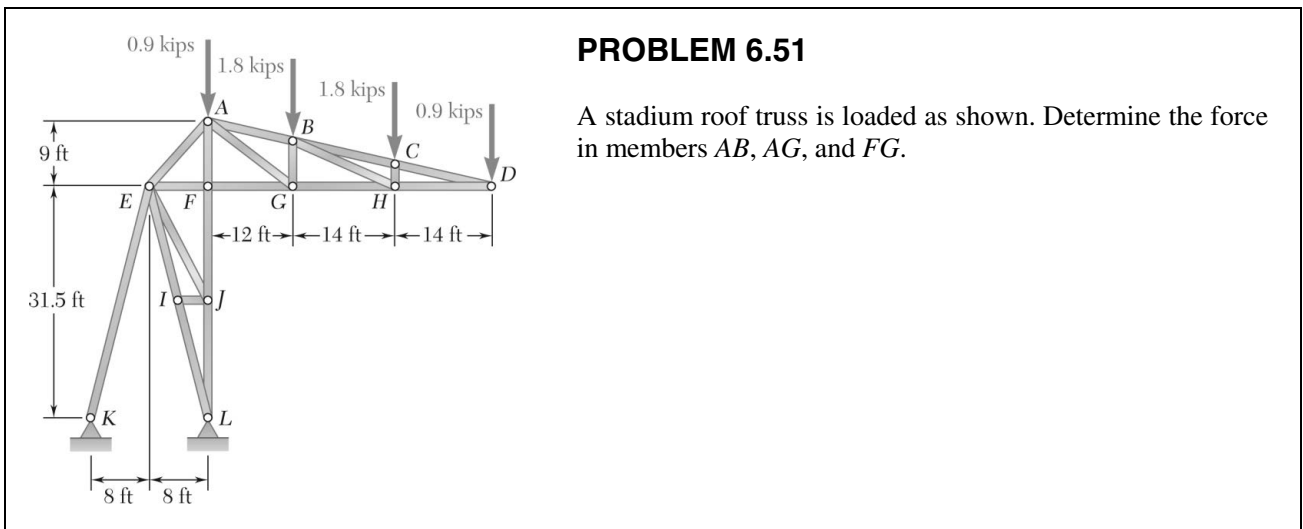 PROBLEM 6.51
A stadium roof truss is loaded as shown. Determine the force
in members AB, AG, and FG.
0.9 kips
1.8 kips
1.8 kips
0.9 kips
A
B
C
D
9 ft
E
F
G
H
12 ft
14 ft
14 ft
31.5 ft
I
J
K
L
8 ft
8 ft